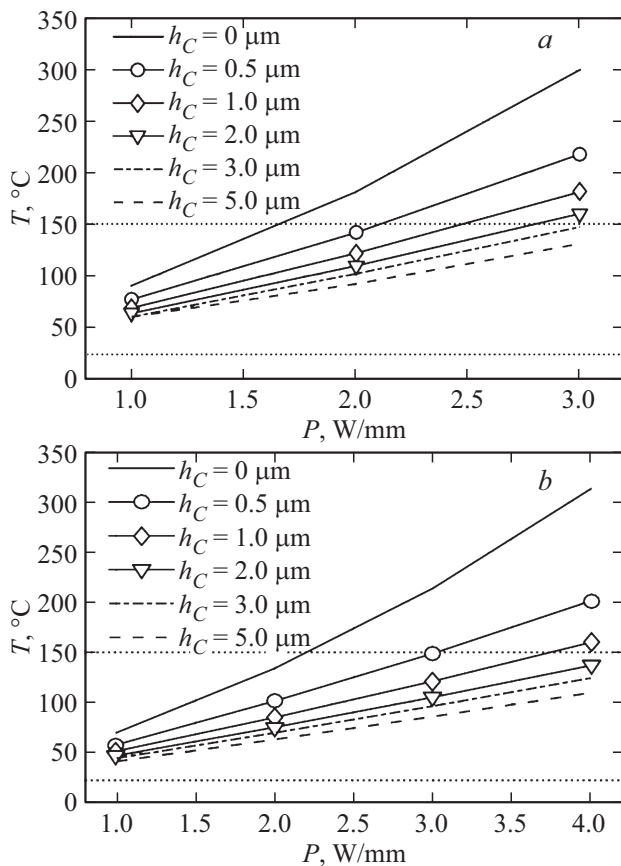 350
300
250
200
150
100
50
0
T, °C
h_C = 0 μm
h_C = 0.5 μm
h_C = 1.0 μm
h_C = 2.0 μm
h_C = 3.0 μm
h_C = 5.0 μm
a
1.0 1.5 2.0 2.5 3.0
P, W/mm
350
300
250
200
150
100
50
0
T, °C
h_C = 0 μm
h_C = 0.5 μm
h_C = 1.0 μm
h_C = 2.0 μm
h_C = 3.0 μm
h_C = 5.0 μm
b
1.0 1.5 2.0 2.5 3.0 3.5 4.0
P, W/mm